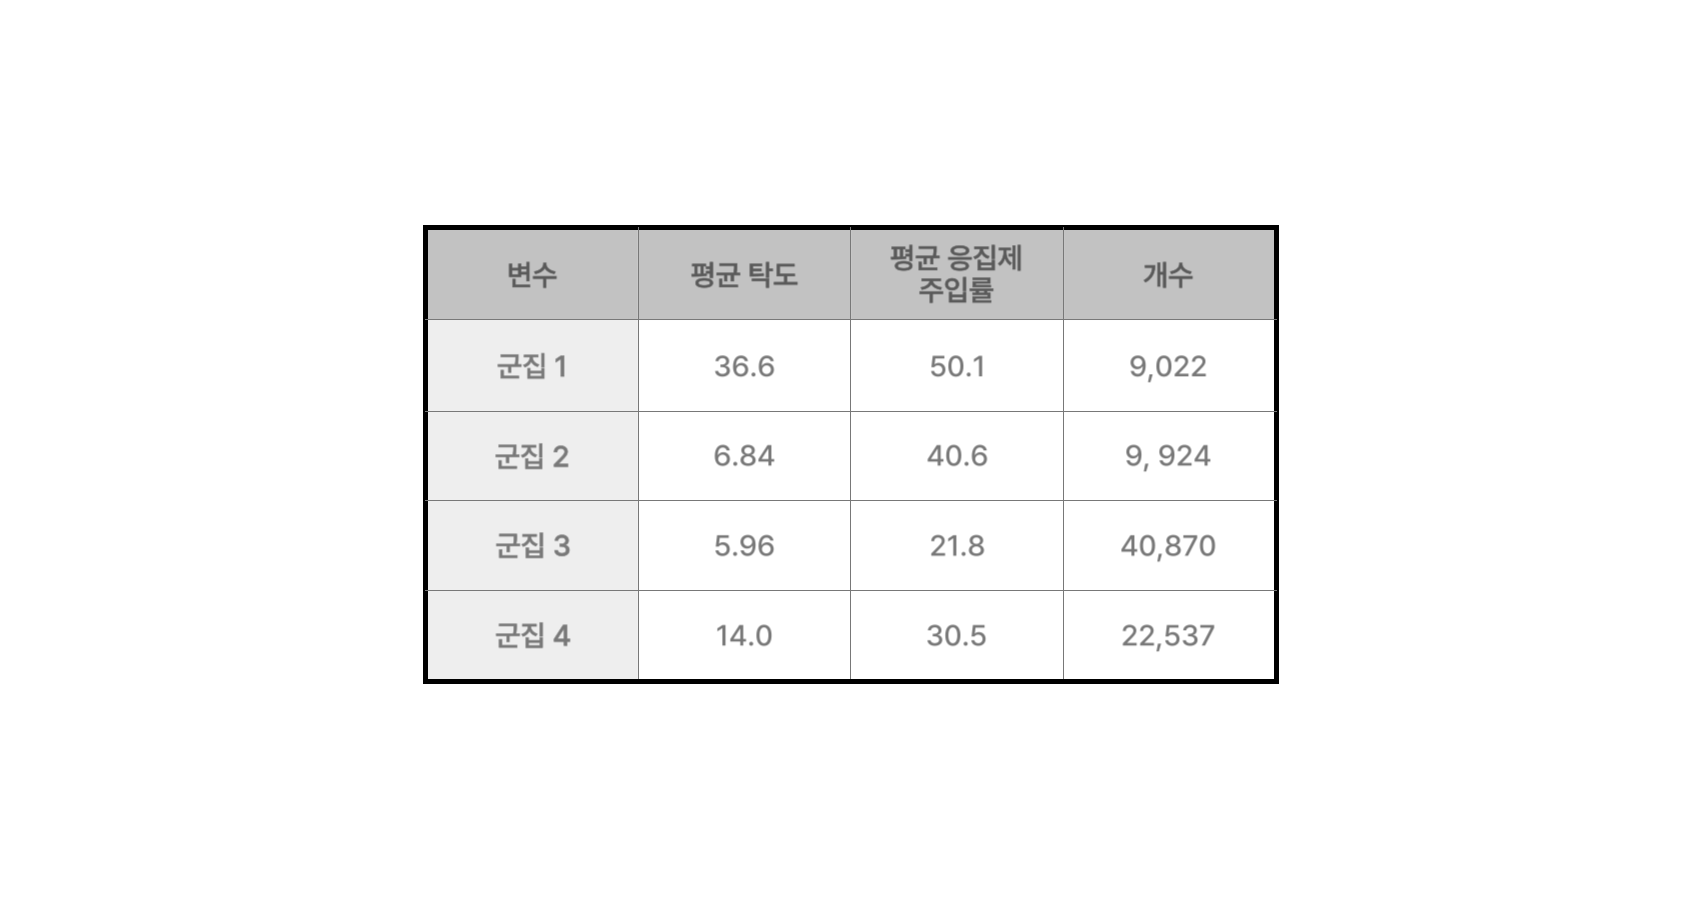 변수 평균 탁도 평균 응집제 주입률 개수
군집 1 36.6 50.1 9,022
군집 2 6.84 40.6 9, 924
군집 3 5.96 21.8 40,870
군집 4 14.0 30.5 22,537